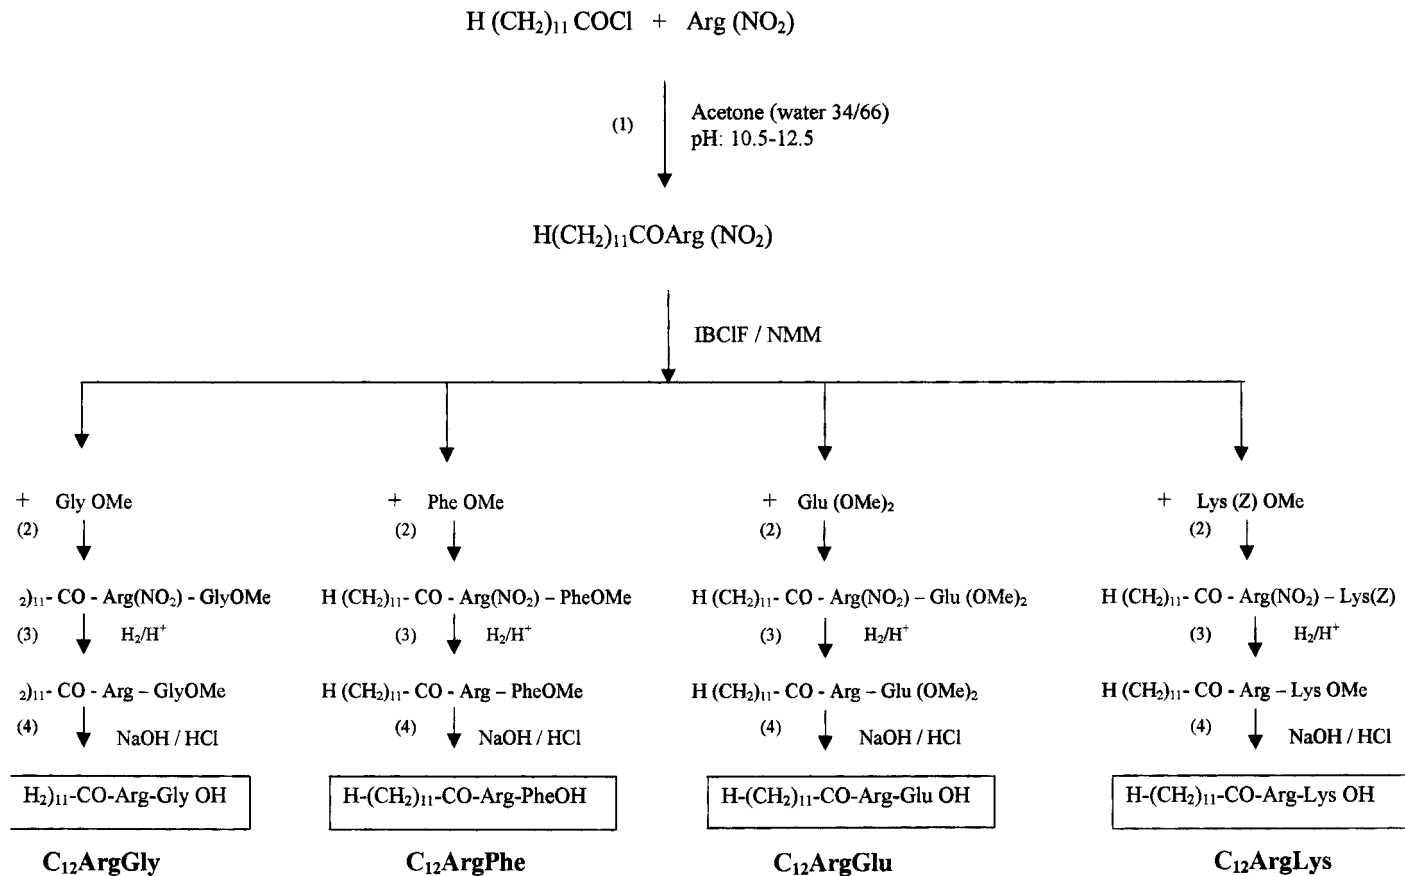 H (CH₂)₁₁ COCl + Arg (NO₂)
(1) Acetone (water 34/66)
pH: 10.5-12.5
H(CH₂)₁₁COArg (NO₂)
IBClF / NMM
+ Gly OMe + Phe OMe + Glu (OMe)₂ + Lys (Z) OMe
(2) (2) (2) (2)
₂)₁₁- CO - Arg(NO₂) - GlyOMe H (CH₂)₁₁- CO - Arg(NO₂) – PheOMe H (CH₂)₁₁- CO - Arg(NO₂) – Glu (OMe)₂ H (CH₂)₁₁- CO - Arg(NO₂) – Lys(Z)
(3) H₂/H⁺ (3) H₂/H⁺ (3) H₂/H⁺ (3) H₂/H⁺
₂)₁₁- CO - Arg – GlyOMe H (CH₂)₁₁- CO - Arg – PheOMe H (CH₂)₁₁- CO - Arg – Glu (OMe)₂ H (CH₂)₁₁- CO - Arg – Lys OMe
(4) NaOH / HCl (4) NaOH / HCl (4) NaOH / HCl (4) NaOH / HCl
H₂)₁₁-CO-Arg-Gly OH H-(CH₂)₁₁-CO-Arg-PheOH H-(CH₂)₁₁-CO-Arg-Glu OH H-(CH₂)₁₁-CO-Arg-Lys OH
C₁₂ArgGly C₁₂ArgPhe C₁₂ArgGlu C₁₂ArgLys